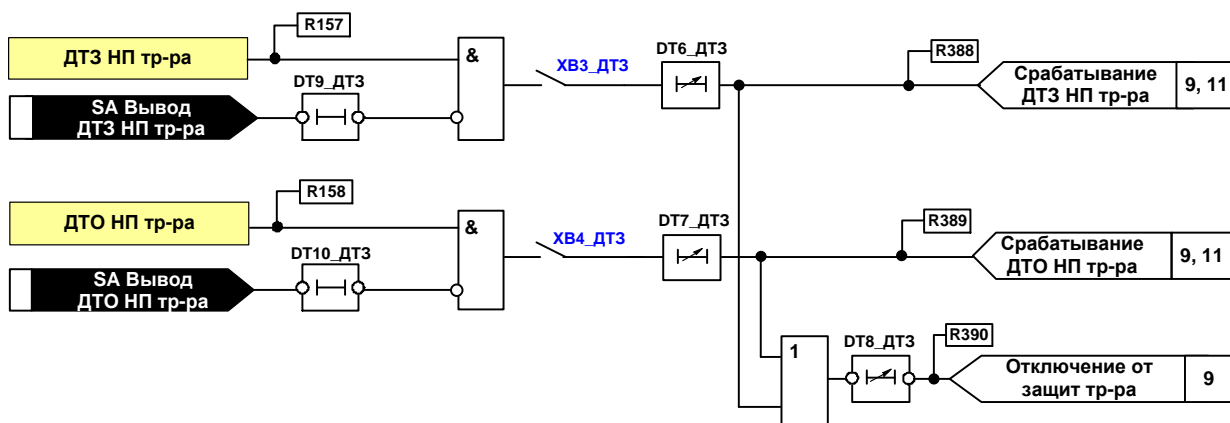 R157
R388
ДТЗ НП тр-ра
&
DT6_ДТЗ
ХВ3_ДТЗ
DT9_ДТЗ
Срабатывание
ДТЗ НП тр-ра
9, 11
SA Вывод
ДТЗ НП тр-ра
R158
R389
ДТО НП тр-ра
&
DT7_ДТЗ
ХВ4_ДТЗ
DT10_ДТЗ
Срабатывание
ДТО НП тр-ра
9, 11
SA Вывод
ДТО НП тр-ра
R390
DT8_ДТЗ
1
Отключение от
защит тр-ра
9